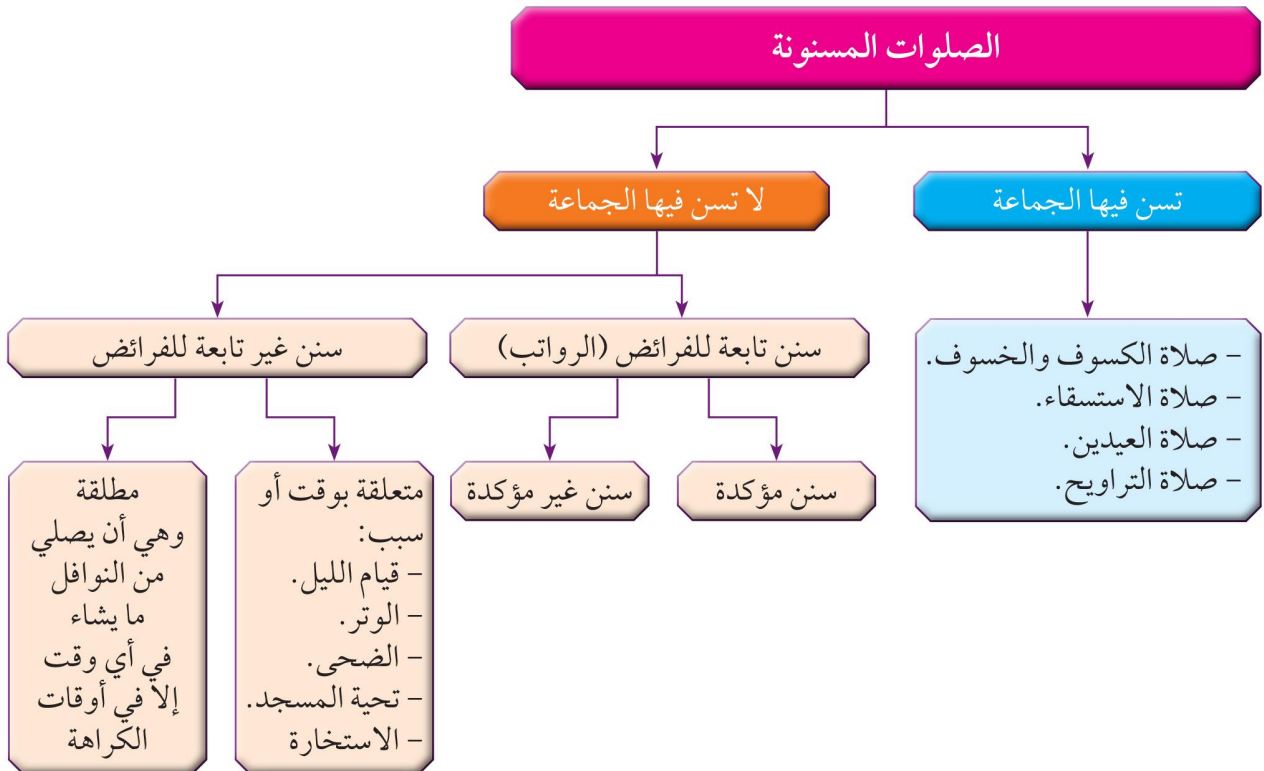 الصلوات المسنونة
تسن فيها الجماعة
لا تسن فيها الجماعة
– صلاة الكسوف والخسوف.
– صلاة الاستسقاء.
– صلاة العيدين.
– صلاة التراويح.
سنن تابعة للفرائض (الرواتب)
سنن غير تابعة للفرائض
سنن مؤكدة
سنن غير مؤكدة
متعلقة بوقت أو
سبب:
– قيام الليل.
– الوتر.
– الضحى.
– تحية المسجد.
– الاستخارة
مطلقة
وهي أن يصلي
من النوافل
ما يشاء
في أي وقت
إلا في أوقات
الكراهة